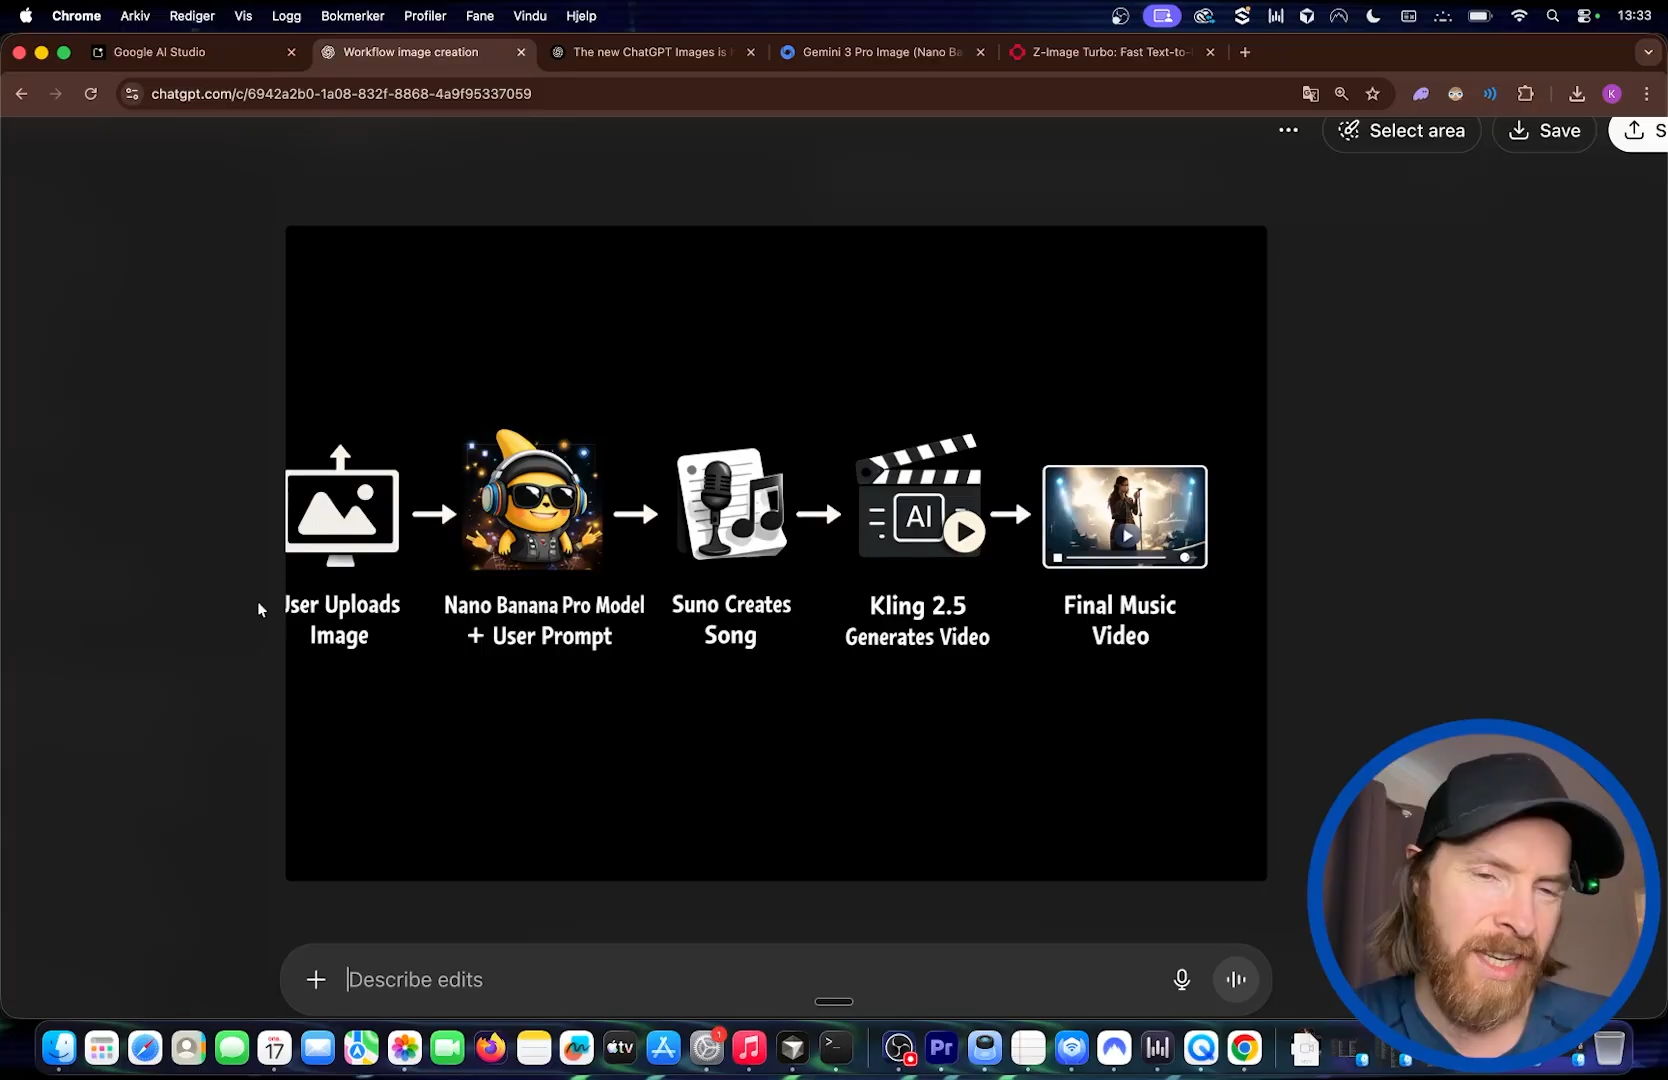 Chrome Arkiv Rediger Vis Logg Bokmerker Profiler Fane Vindu Hjelp 13:33
Google AI Studio Workflow image creation The new ChatGPT Images is Gemini 3 Pro Image (Nano Ba Z-Image Turbo: Fast Text-to-
chatgpt.com/c/6942a2b0-1a08-832f-8868-4a9f95337059 K
Select area Save S
AI
User Uploads
Image
Nano Banana Pro Model
+ User Prompt
Suno Creates
Song
Kling 2.5
Generates Video
Final Music
Video
Describe edits
17 tv 1 Pr